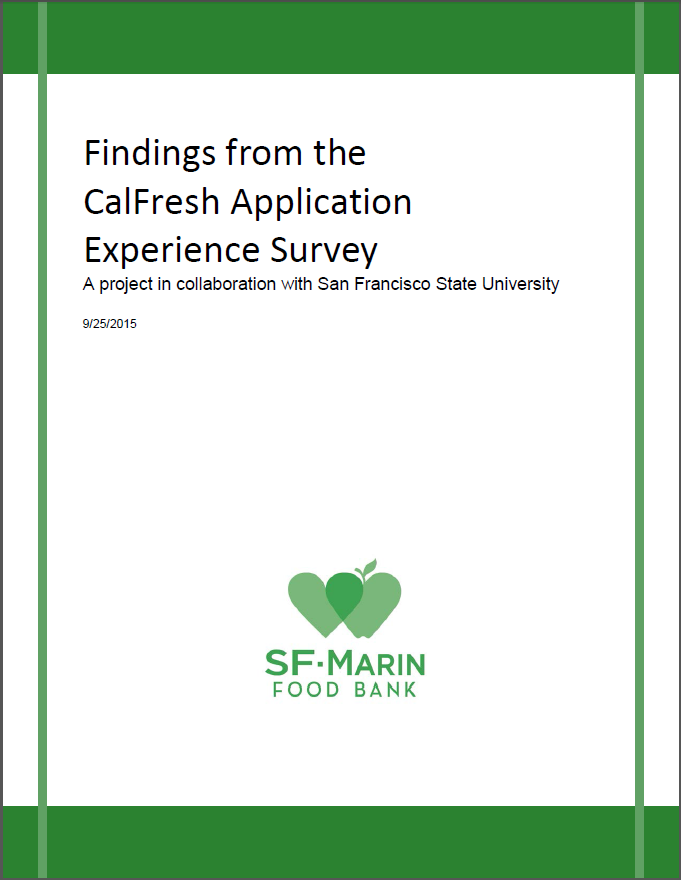 Findings from the
CalFresh Application
Experience Survey
A project in collaboration with San Francisco State University
9/25/2015
SF·MARIN
FOOD BANK